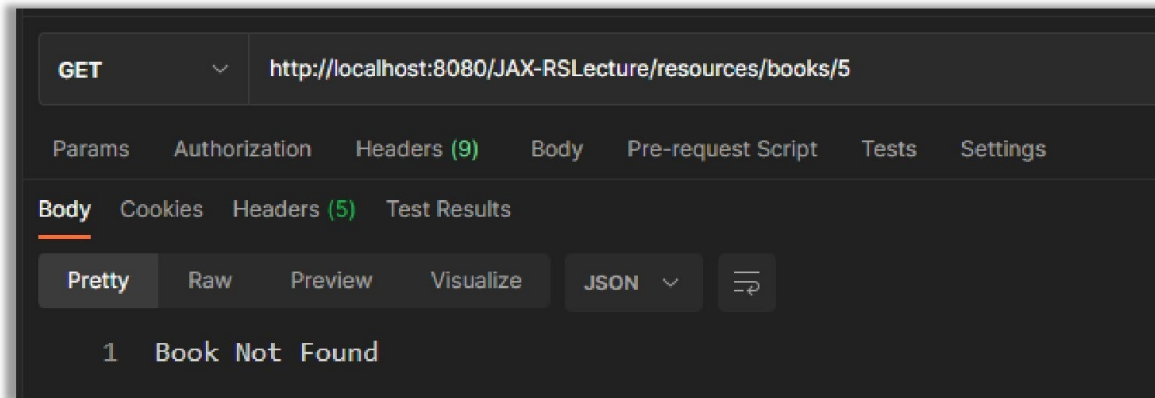 GET http://localhost:8080/JAX-RSLecture/resources/books/5
Params Authorization Headers (9) Body Pre-request Script Tests Settings
Body Cookies Headers (5) Test Results
Pretty Raw Preview Visualize JSON
1 Book Not Found